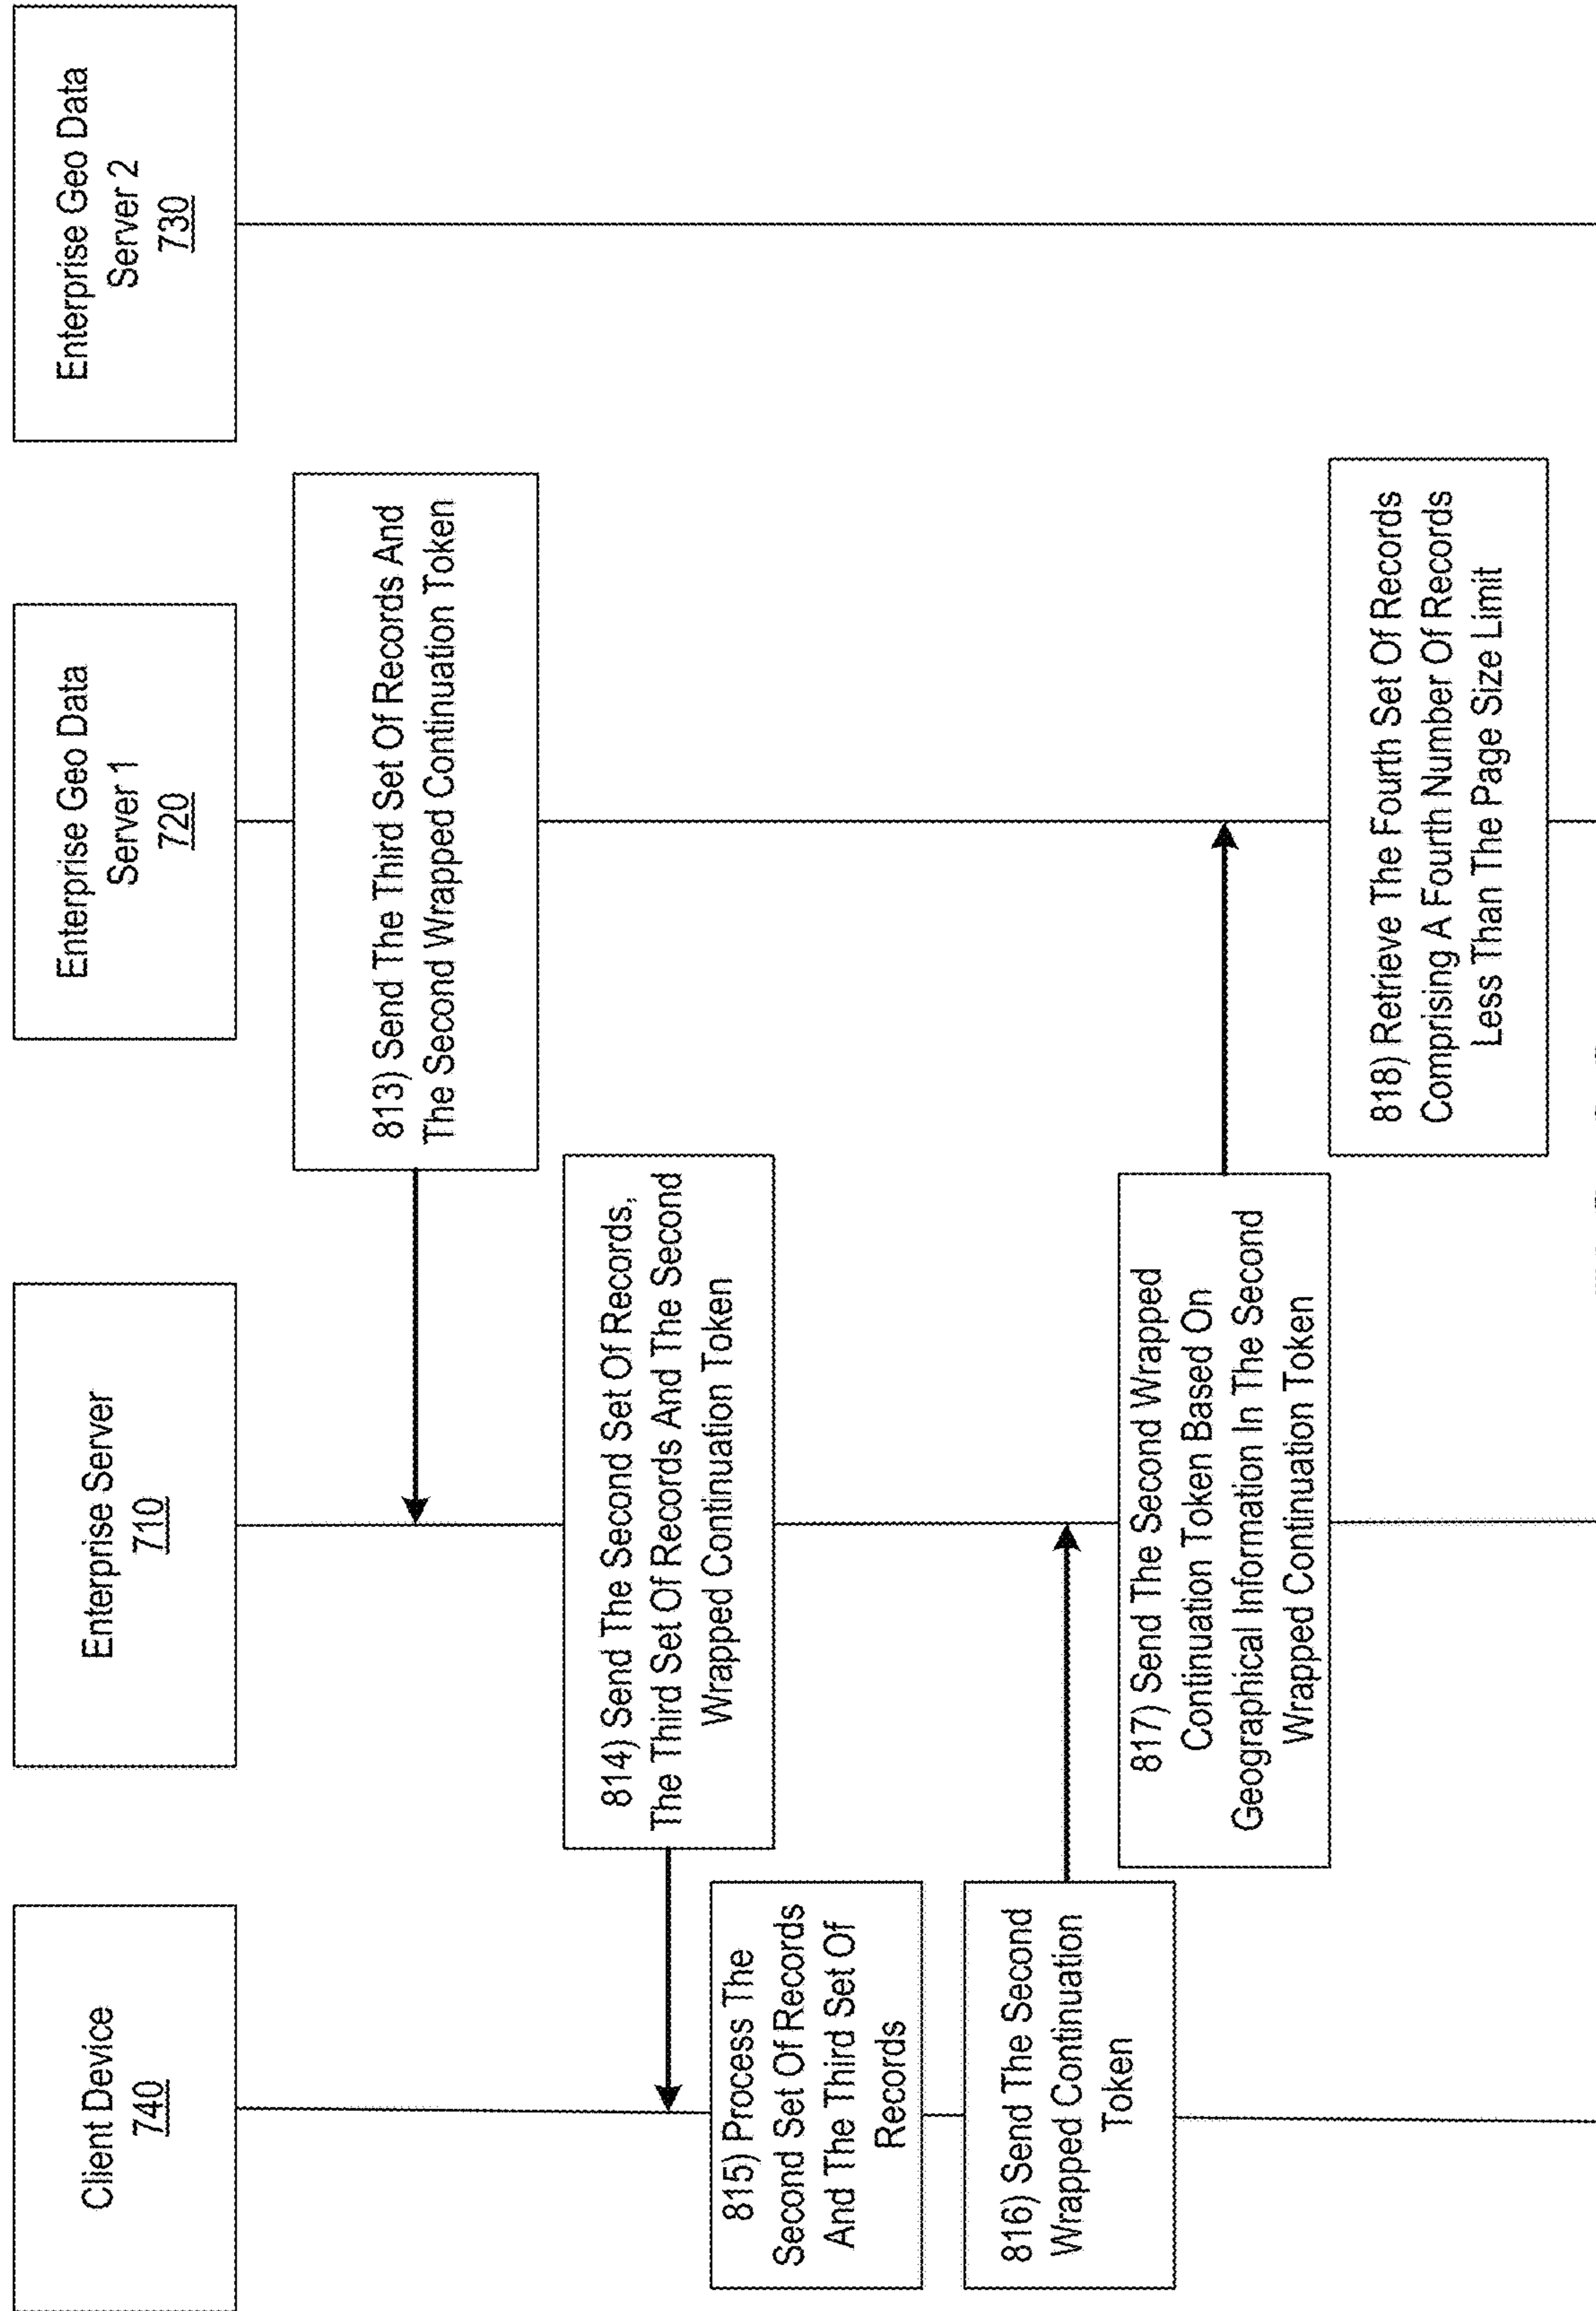 Client Device
740
Enterprise Server
710
Enterprise Geo Data
Server 1
720
Enterprise Geo Data
Server 2
730
813) Send The Third Set Of Records And
The Second Wrapped Continuation Token
814) Send The Second Set Of Records,
The Third Set Of Records And The Second
Wrapped Continuation Token
815) Process The
Second Set Of Records
And The Third Set Of
Records
816) Send The Second
Wrapped Continuation
Token
817) Send The Second Wrapped
Continuation Token Based On
Geographical Information In The Second
Wrapped Continuation Token
818) Retrieve The Fourth Set Of Records
Comprising A Fourth Number Of Records
Less Than The Page Size Limit